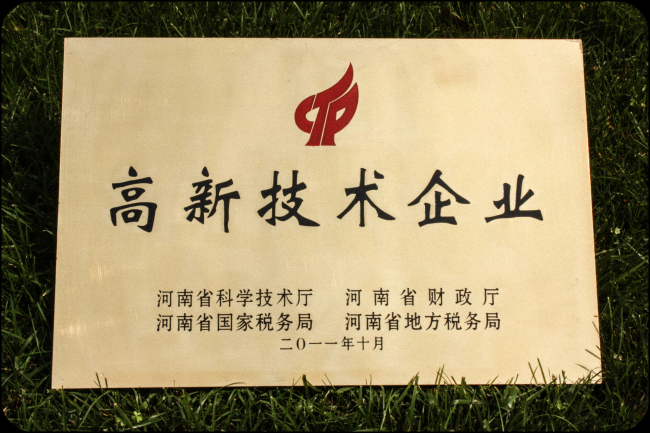 高新技术企业
河南省科学技术厅 河南省财政厅
河南省国家税务局 河南省地方税务局
二〇一一年十月